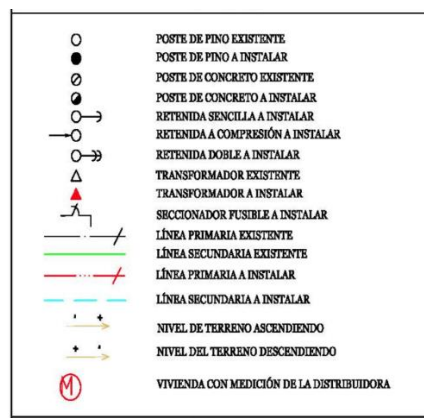 POSTE DE PINO EXISTENTE
POSTE DE PINO A INSTALAR
POSTE DE CONCRETO EXISTENTE
POSTE DE CONCRETO A INSTALAR
RETENIDA SENCILLA A INSTALAR
RETENIDA A COMPRESIÓN A INSTALAR
RETENIDA DOBLE A INSTALAR
TRANSFORMADOR EXISTENTE
TRANSFORMADOR A INSTALAR
SECCIONADOR FUSIBLE A INSTALAR
LÍNEA PRIMARIA EXISTENTE
LÍNEA SECUNDARIA EXISTENTE
LÍNEA PRIMARIA A INSTALAR
LÍNEA SECUNDARIA A INSTALAR
NIVEL DE TERRENO ASCENDIENDO
NIVEL DEL TERRENO DESCENDIENDO
M VIVIENDA CON MEDICIÓN DE LA DISTRIBUIDORA